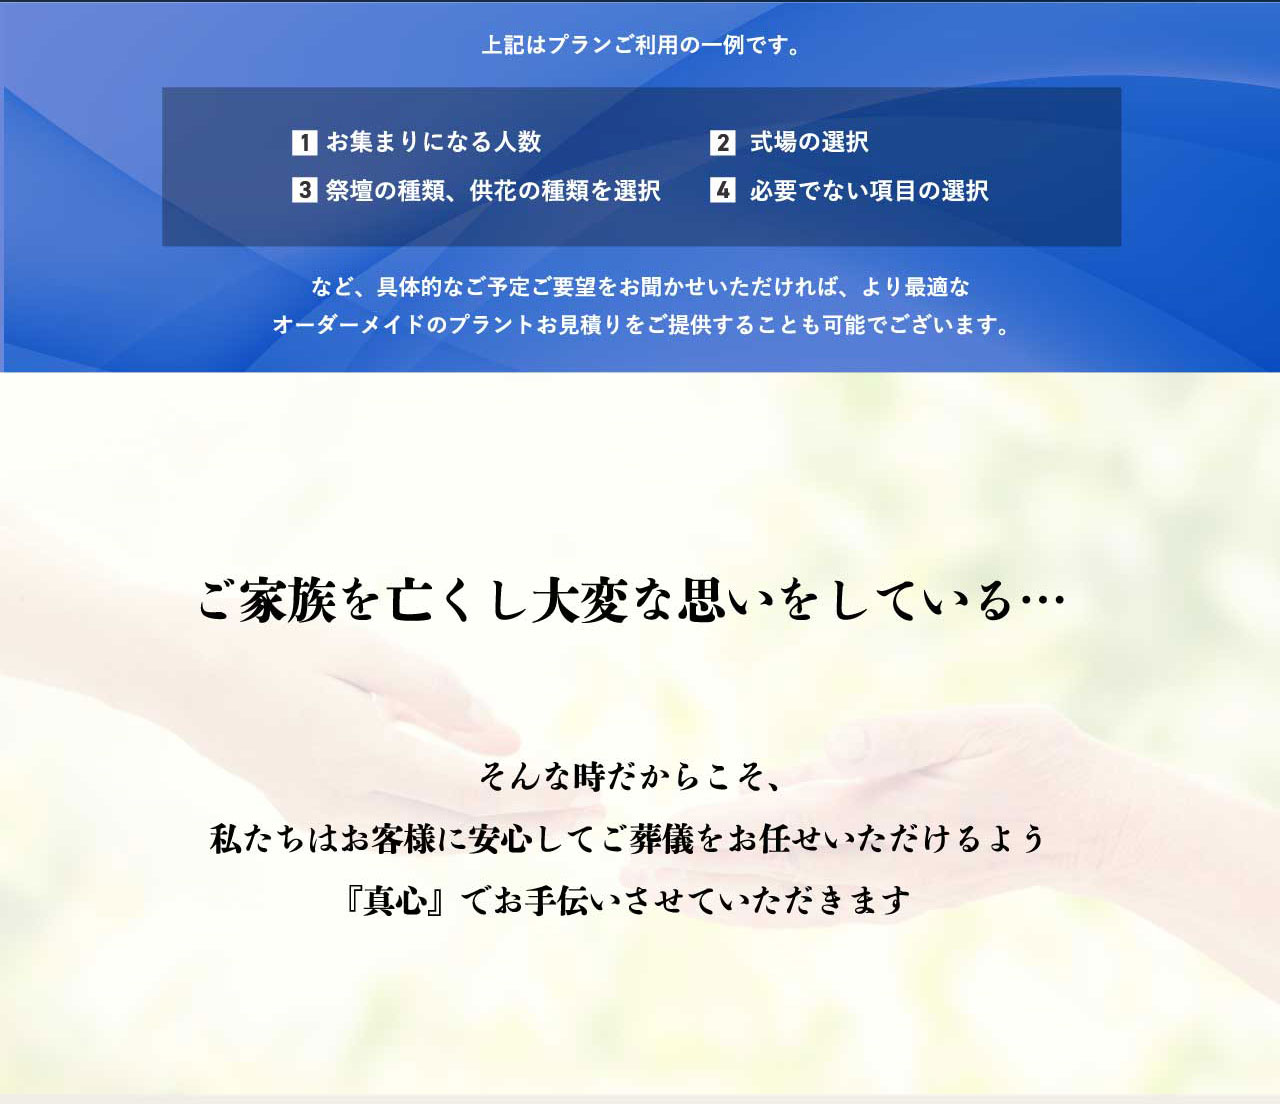 上記はプランご利用の一例です。
1 お集まりになる人数
2 式場の選択
3 祭壇の種類、供花の種類を選択
4 必要でない項目の選択
など、具体的なご予定ご要望をお聞かせいただければ、より最適な
オーダーメイドのプラントお見積りをご提供することも可能でございます。
ご家族を亡くし大変な思いをしている…
そんな時だからこそ、
私たちはお客様に安心してご葬儀をお任せいただけるよう
『真心』でお手伝いさせていただきます